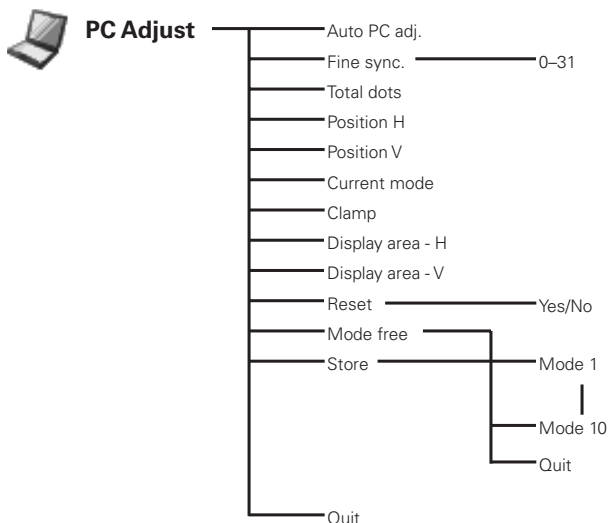 PC Adjust
Auto PC adj.
Fine sync. 0–31
Total dots
Position H
Position V
Current mode
Clamp
Display area - H
Display area - V
Reset Yes/No
Mode free
Store Mode 1
Mode 10
Quit
Quit